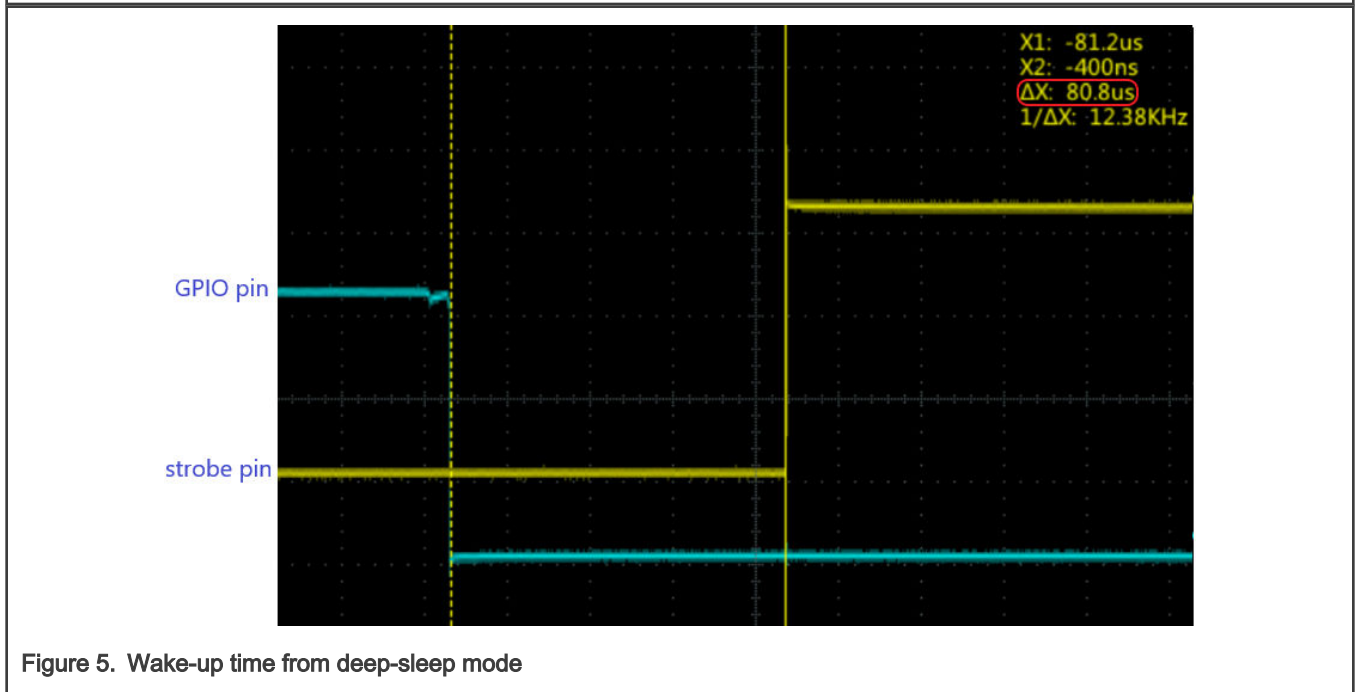 X1: -81.2us
X2: -400ns
ΔX: 80.8us
1/ΔX: 12.38KHz
GPIO pin
strobe pin
Figure 5. Wake-up time from deep-sleep mode